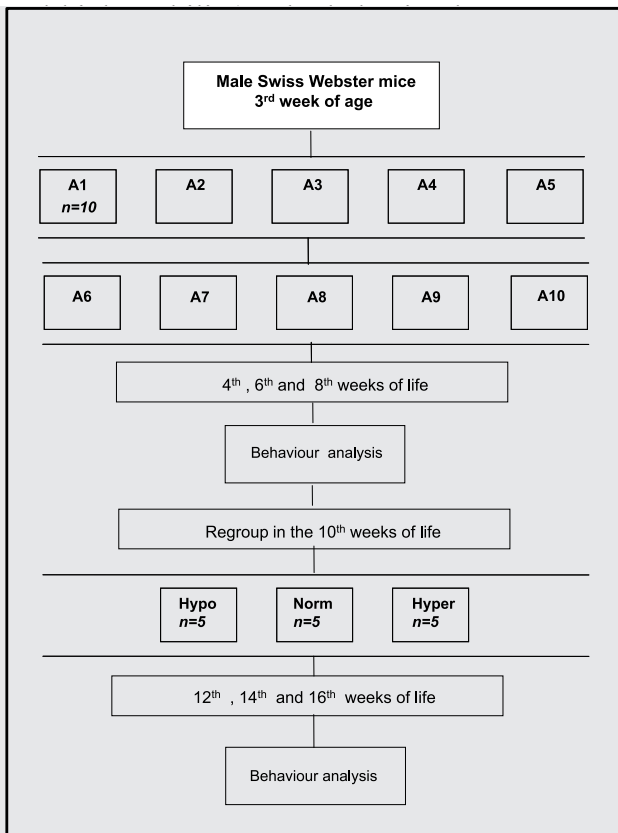 Male Swiss Webster mice
3rd week of age
A1 A2 A3 A4 A5
n=10
A6 A7 A8 A9 A10
4th , 6th and 8th weeks of life
Behaviour analysis
Regroup in the 10th weeks of life
Hypo Norm Hyper
n=5 n=5 n=5
12th , 14th and 16th weeks of life
Behaviour analysis